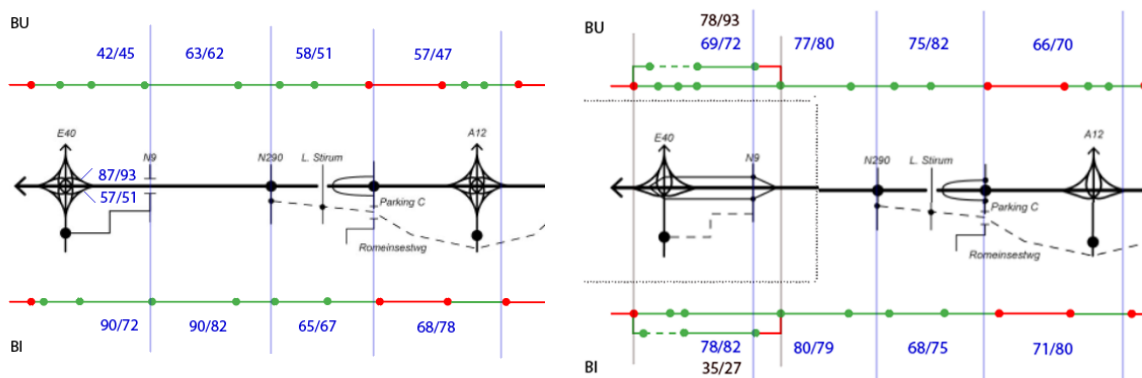 BU
42/45 63/62 58/51 57/47
E40 N9 N290 L. Stirum A12
87/93
57/51
Parking C
Romeinsestwg
90/72 90/82 65/67 68/78
BI
78/93
BU
69/72 77/80 75/82 66/70
E40 N9 N290 L. Stirum A12
Parking C
Romeinsestwg
78/82 80/79 68/75 71/80
35/27
BI